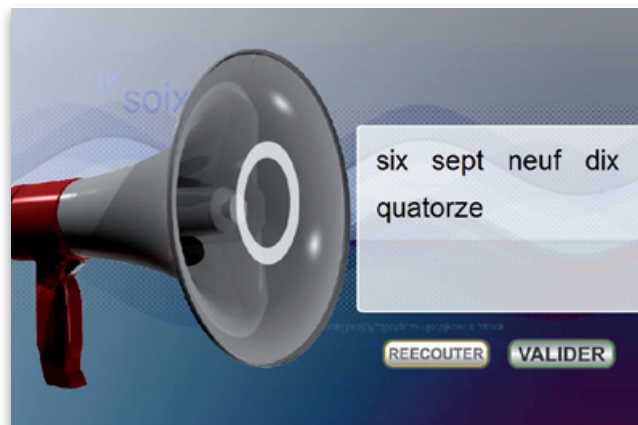 soix
six sept neuf dix
quatorze
REECOUTER
VALIDER